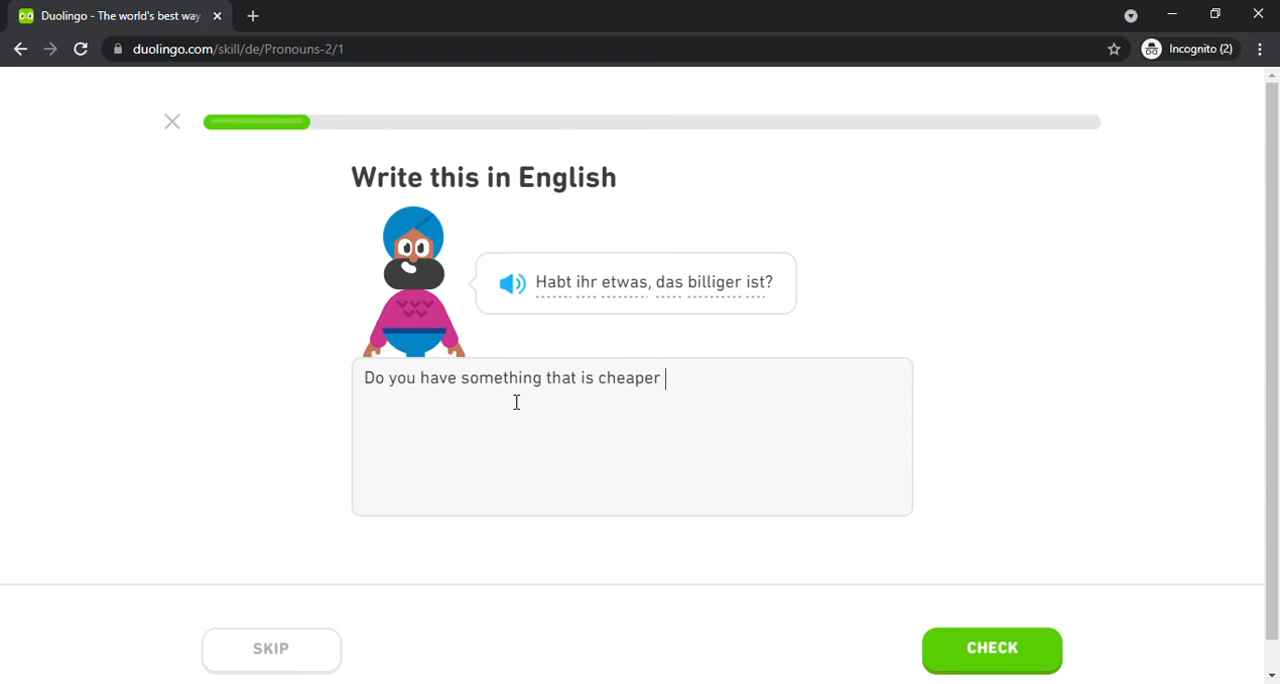 Duolingo - The world's best way
duolingo.com/skill/de/Pronouns-2/1
Incognito (2)
Write this in English
Habt ihr etwas, das billiger ist?
Do you have something that is cheaper
SKIP
CHECK